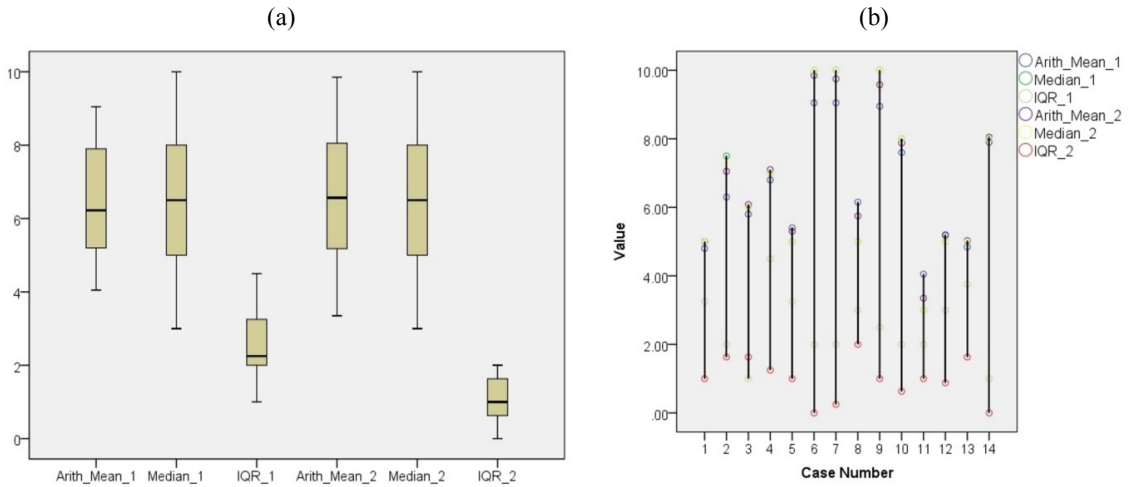 (a)
10
8
6
4
2
0
Arith_Mean_1 Median_1 IQR_1 Arith_Mean_2 Median_2 IQR_2
(b)
Value
10.00
8.00
6.00
4.00
2.00
.00
1 2 3 4 5 6 7 8 9 10 11 12 13 14
Case Number
Arith_Mean_1
Median_1
IQR_1
Arith_Mean_2
Median_2
IQR_2